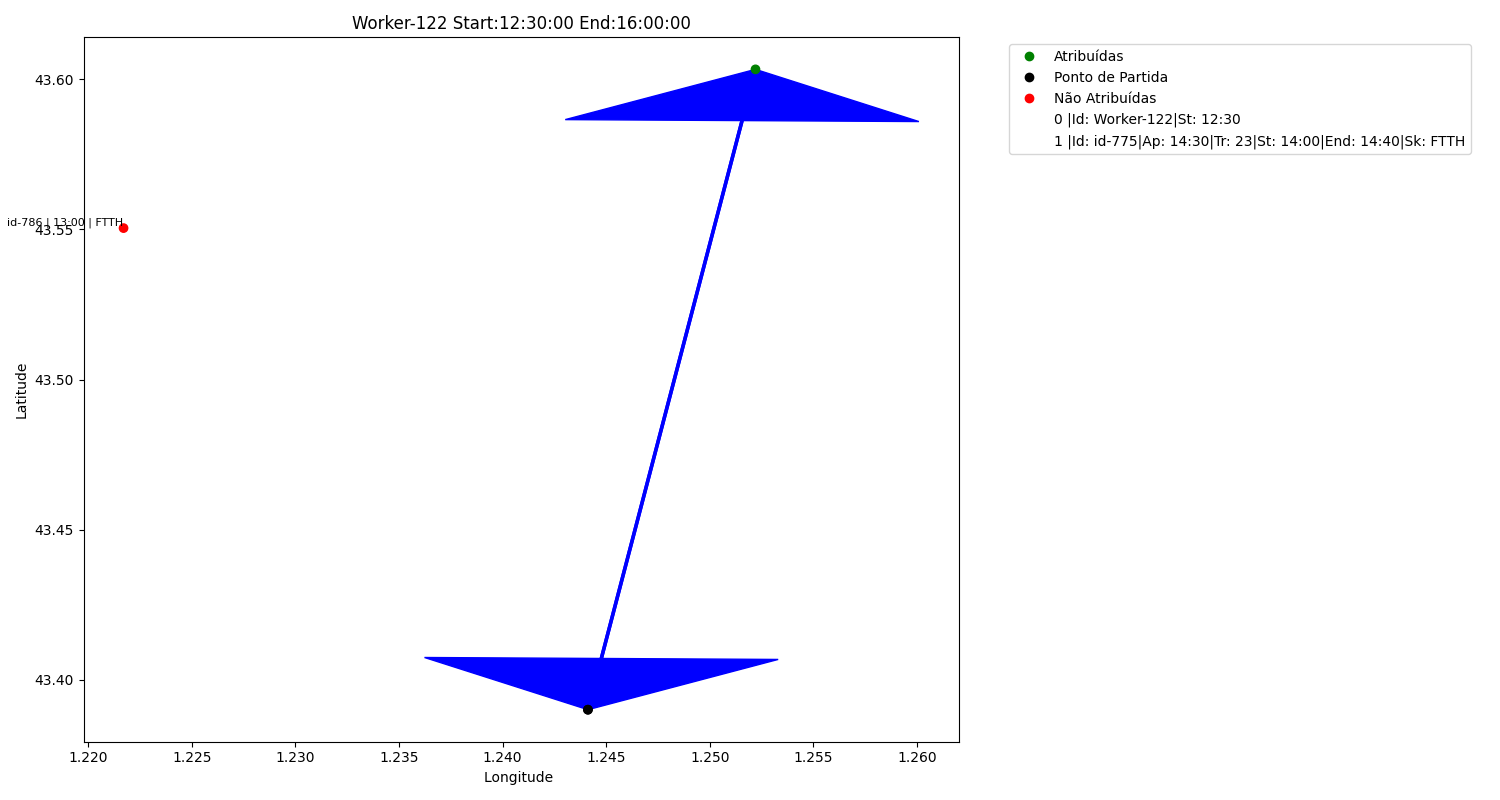 Worker-122 Start:12:30:00 End:16:00:00
Atribuídas
Ponto de Partida
Não Atribuídas
0 |Id: Worker-122|St: 12:30
1 |Id: id-775|Ap: 14:30|Tr: 23|St: 14:00|End: 14:40|Sk: FTTH
43.60
id-786 | 13:00 | FTTH
43.55
43.50
Latitude
43.45
43.40
1.220 1.225 1.230 1.235 1.240 1.245 1.250 1.255 1.260
Longitude